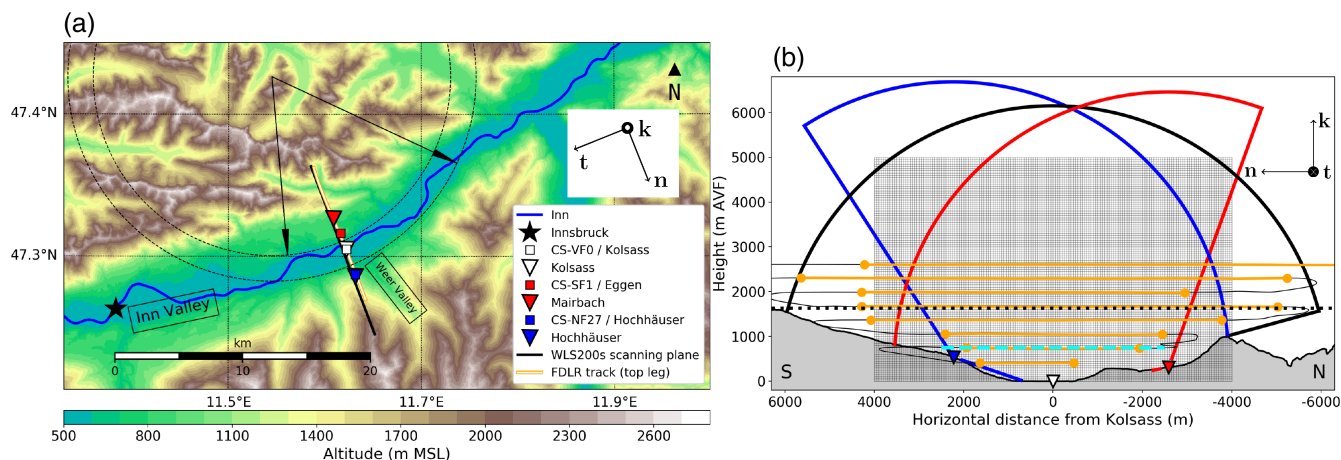 (a)
47.4°
47.3°
11.5°
11.7°
11.9°
N
k
t
n
Inn Valley
Weer Valley
km
0 10 20
Inn
Innsbruck
CS-VF0 / Kolsass
Kolsass
CS-SF1 / Eggen
Mairbach
CS-NF27 / Hochhäuser
Hochhäuser
WLS200s scanning plane
FDLR track (top leg)
500 800 1100 1400 1700 2000 2300 2600
Altitude (m MSL)
(b)
6000
5000
4000
3000
2000
1000
0
Height (m AVF)
k
n
t
S
N
6000 4000 2000 0 -2000 -4000 -6000
Horizontal distance from Kolsass (m)